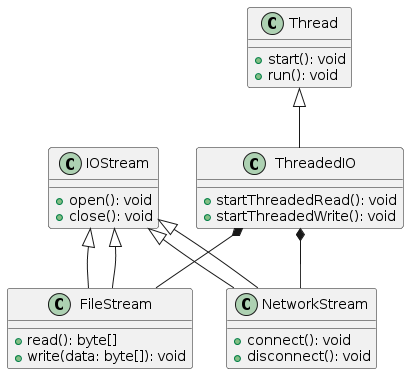 C Thread
start(): void
run(): void
C IOStream
open(): void
close(): void
C ThreadedIO
startThreadedRead(): void
startThreadedWrite(): void
C FileStream
read(): byte[]
write(data: byte[]): void
C NetworkStream
connect(): void
disconnect(): void